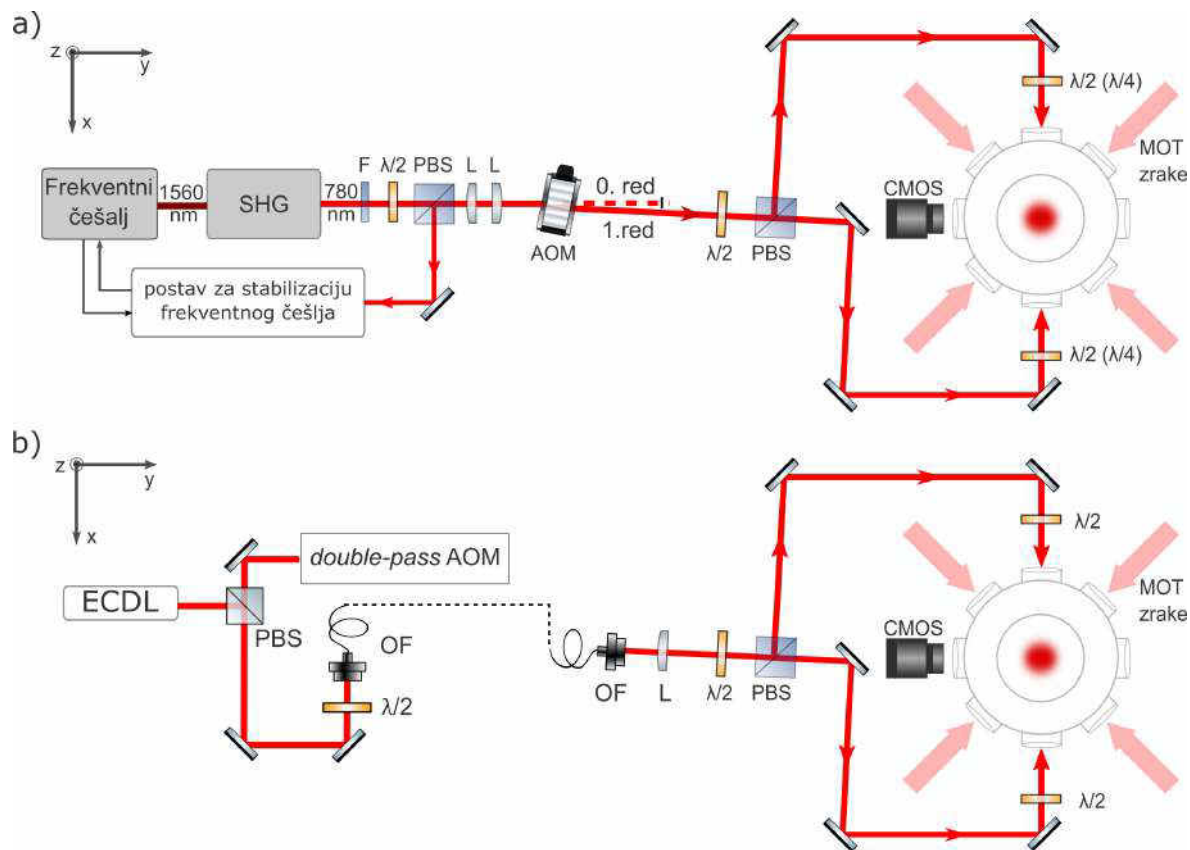 a)
z
y
x
Frekventni
češalj
1560
nm
SHG
780
nm
F
λ/2
PBS
L
L
AOM
0. red
1.red
λ/2
PBS
λ/2 (λ/4)
CMOS
MOT
zrake
λ/2 (λ/4)
postav za stabilizaciju
frekventnog češlja
b)
z
y
x
ECDL
PBS
double-pass AOM
OF
λ/2
OF
L
λ/2
PBS
λ/2
CMOS
MOT
zrake
λ/2